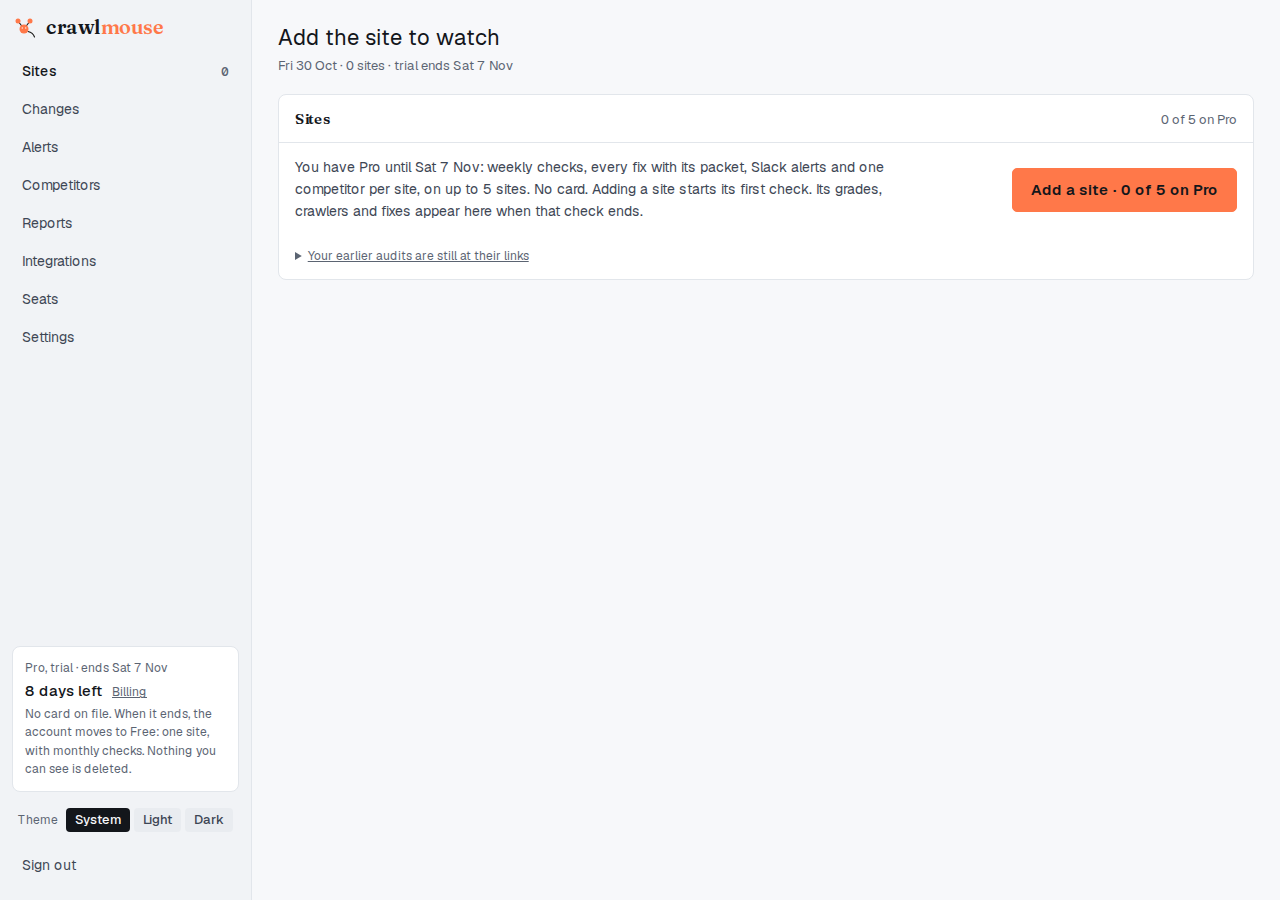 crawlmouse
Sites 0
Changes
Alerts
Competitors
Reports
Integrations
Seats
Settings
Pro, trial · ends Sat 7 Nov
8 days left Billing
No card on file. When it ends, the
account moves to Free: one site,
with monthly checks. Nothing you
can see is deleted.
Theme System Light Dark
Sign out
Add the site to watch
Fri 30 Oct · 0 sites · trial ends Sat 7 Nov
Sites 0 of 5 on Pro
You have Pro until Sat 7 Nov: weekly checks, every fix with its packet, Slack alerts and one
competitor per site, on up to 5 sites. No card. Adding a site starts its first check. Its grades,
crawlers and fixes appear here when that check ends.
Add a site · 0 of 5 on Pro
Your earlier audits are still at their links